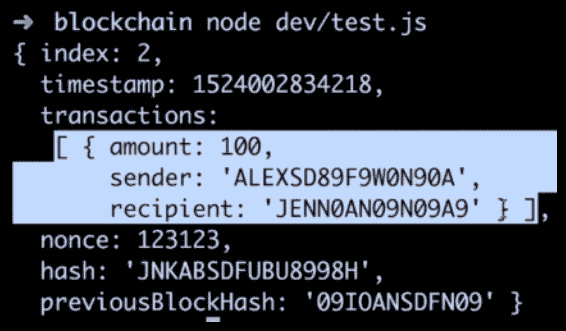 ➜ blockchain node dev/test.js
{ index: 2,
timestamp: 1524002834218,
transactions:
[ { amount: 100,
sender: 'ALEXSD89F9W0N90A',
recipient: 'JENN0AN09N09A9' } ],
nonce: 123123,
hash: 'JNKABSDFUBU8998H',
previousBlockHash: '09IOANSDFN09' }